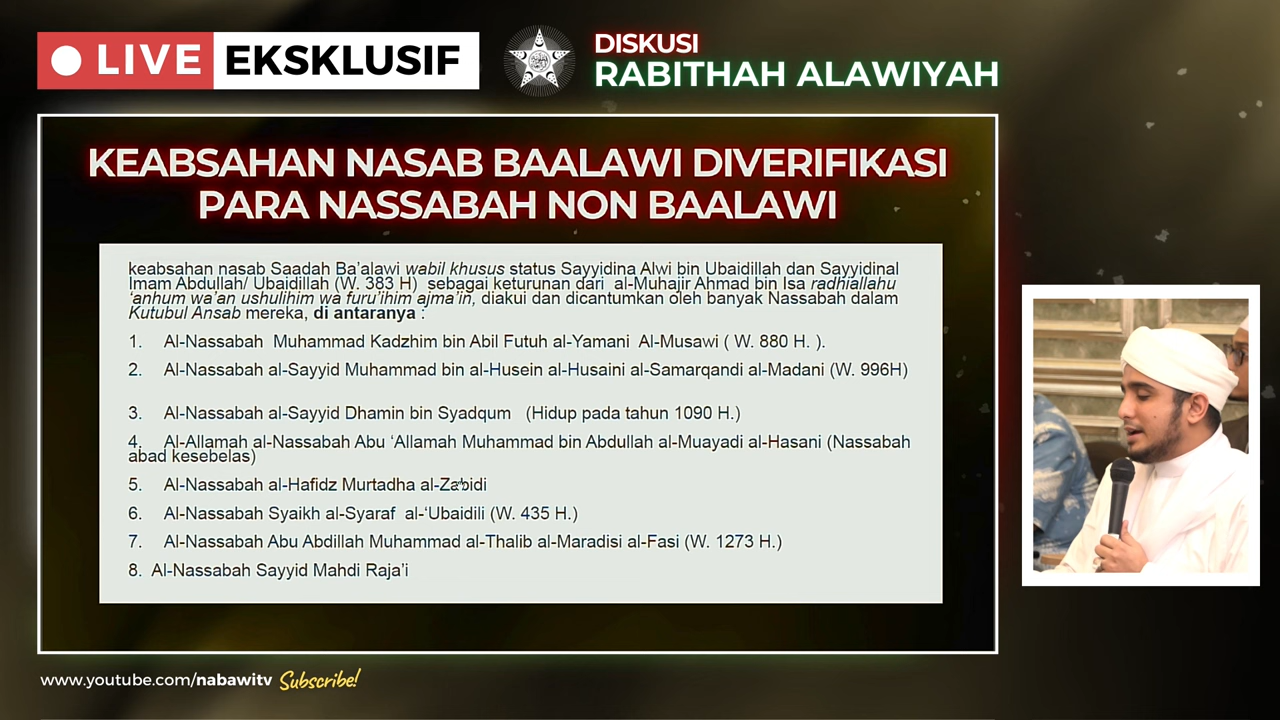 LIVE EKSKLUSIF
DISKUSI
RABITHAH ALAWIYAH
KEABSAHAN NASAB BAALAWI DIVERIFIKASI
PARA NASSABAH NON BAALAWI
keabsahan nasab Saadah Ba'alawi wabil khusus status Sayyidina Alwi bin Ubaidillah dan Sayyidinal
Imam Abdullah/ Ubaidillah (W. 383 H) sebagai keturunan dari al-Muhajir Ahmad bin Isa radhiallahu
'anhum wa'an ushulihim wa furu'ihim ajma'in, diakui dan dicantumkan oleh banyak Nassabah dalam
Kutubul Ansab mereka, di antaranya :
1. Al-Nassabah Muhammad Kadzhim bin Abil Futuh al-Yamani Al-Musawi ( W. 880 H. ).
2. Al-Nassabah al-Sayyid Muhammad bin al-Husein al-Husaini al-Samarqandi al-Madani (W. 996H)
3. Al-Nassabah al-Sayyid Dhamin bin Syadqum (Hidup pada tahun 1090 H.)
4. Al-Allamah al-Nassabah Abu 'Allamah Muhammad bin Abdullah al-Muayadi al-Hasani (Nassabah
abad kesebelas)
5. Al-Nassabah al-Hafidz Murtadha al-Zabidi
6. Al-Nassabah Syaikh al-Syaraf al-'Ubaidili (W. 435 H.)
7. Al-Nassabah Abu Abdillah Muhammad al-Thalib al-Maradisi al-Fasi (W. 1273 H.)
8. Al-Nassabah Sayyid Mahdi Raja'i
www.youtube.com/nabawitv Subscribe!